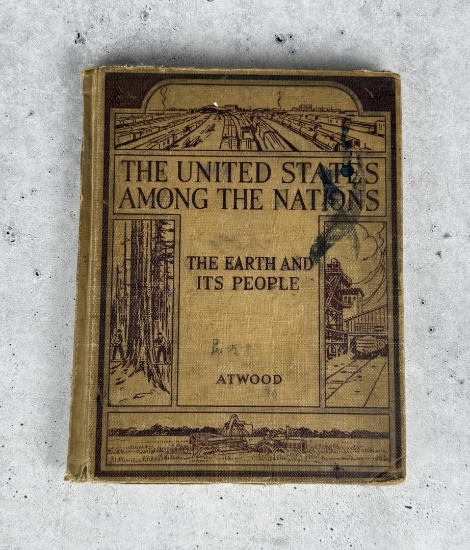 THE UNITED STATES
AMONG THE NATIONS
THE EARTH AND
ITS PEOPLE
ATWOOD